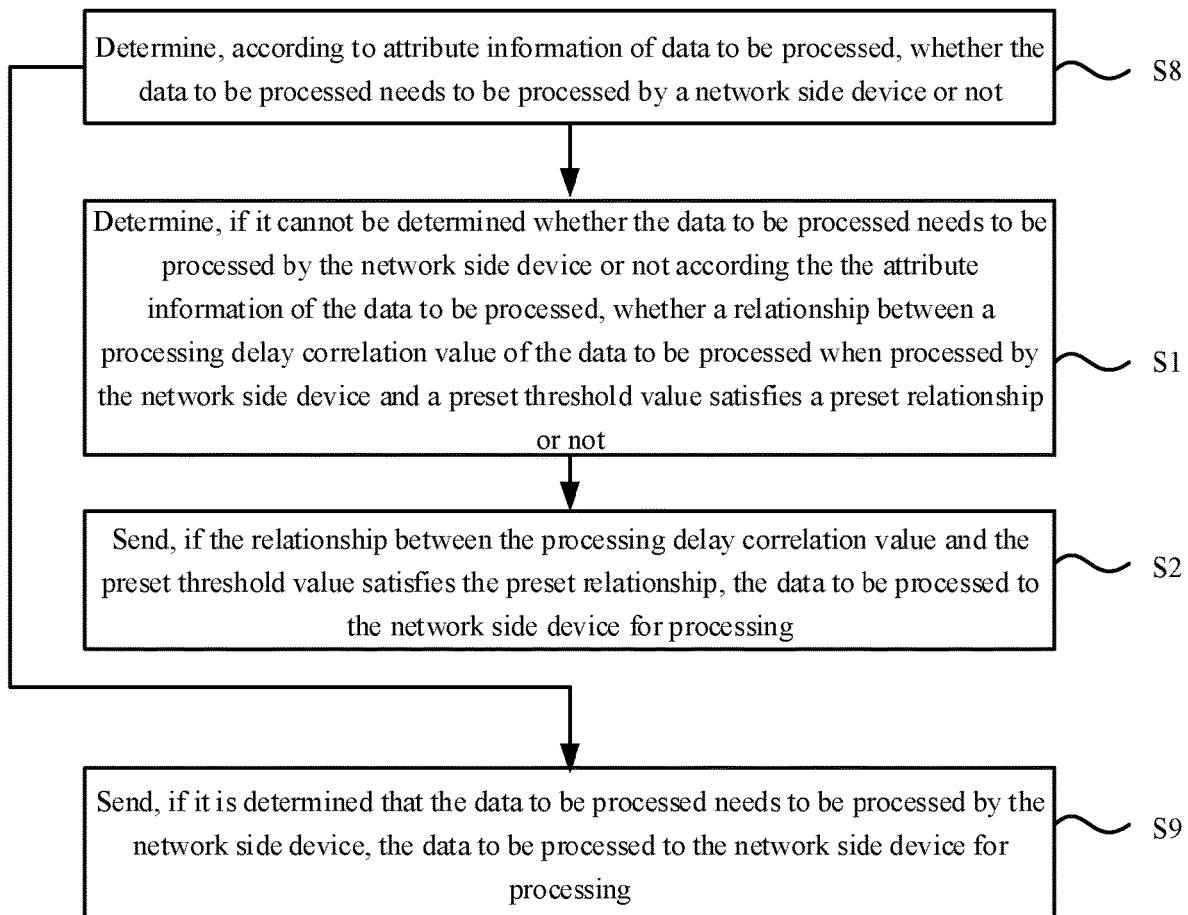 Determine, according to attribute information of data to be processed, whether the
data to be processed needs to be processed by a network side device or not
S8
Determine, if it cannot be determined whether the data to be processed needs to be
processed by the network side device or not according the the attribute
information of the data to be processed, whether a relationship between a
processing delay correlation value of the data to be processed when processed by
the network side device and a preset threshold value satisfies a preset relationship
or not
S1
Send, if the relationship between the processing delay correlation value and the
preset threshold value satisfies the preset relationship, the data to be processed to
the network side device for processing
S2
Send, if it is determined that the data to be processed needs to be processed by the
network side device, the data to be processed to the network side device for
processing
S9